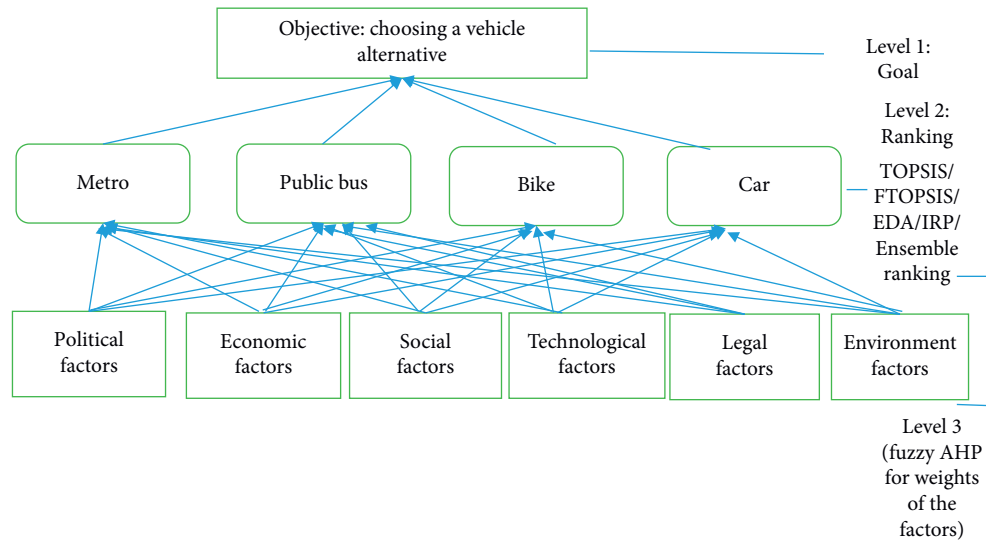 Objective: choosing a vehicle
alternative
Level 1:
Goal
Level 2:
Ranking
Metro
Public bus
Bike
Car
TOPSIS/
FTOPSIS/
EDA/IRP/
Ensemble
ranking
Political
factors
Economic
factors
Social
factors
Technological
factors
Legal
factors
Environment
factors
Level 3
(fuzzy AHP
for weights
of the
factors)